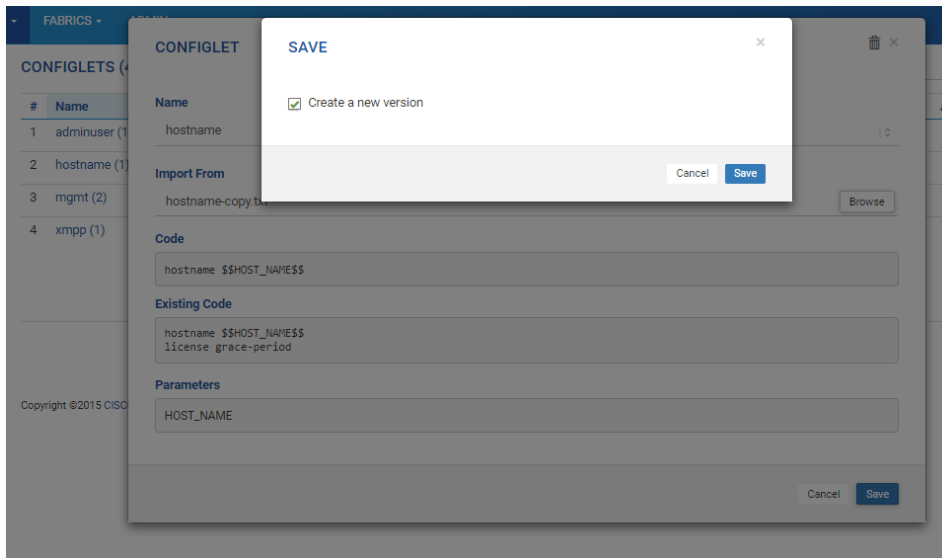 FABRICS
CONFIGLET
SAVE
×
×
CONFIGLETS
# Name
Name
Create a new version
1 adminuser (1
hostname
2 hostname (1)
Import From
Cancel Save
3 mgmt (2)
hostname-copy.txt
Browse
4 xmpp (1)
Code
hostname $$HOST_NAME$$
Existing Code
hostname $$HOST_NAME$$
license grace-period
Parameters
Copyright ©2015 CISC
HOST_NAME
Cancel Save